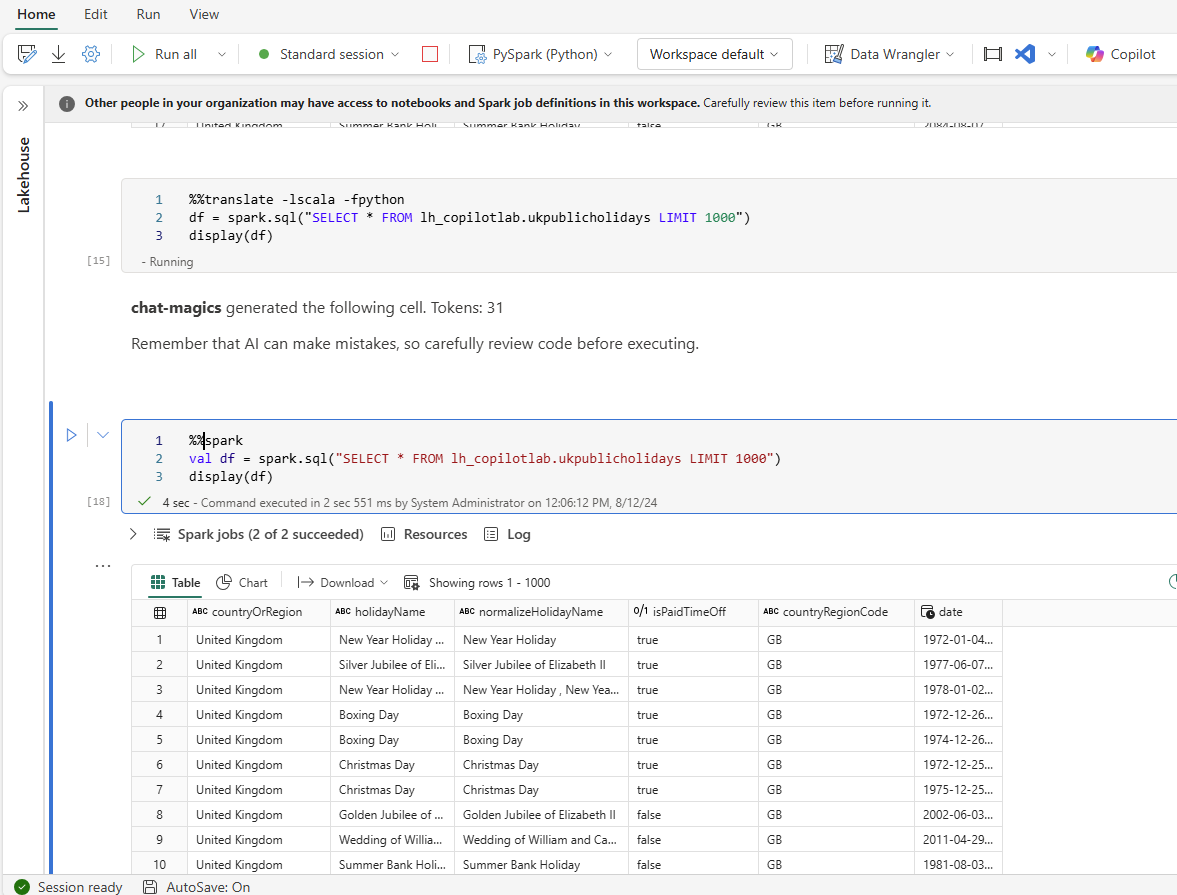 Home Edit Run View
Run all Standard session PySpark (Python) Workspace default Data Wrangler Copilot
Other people in your organization may have access to notebooks and Spark job definitions in this workspace. Carefully review this item before running it.
Lakehouse
17 United Kingdom Summer Bank Holi... Summer Bank Holiday false GB 2084-08-07...
1 %%translate -lscala -fpython
2 df = spark.sql("SELECT * FROM lh_copilotlab.ukpublicholidays LIMIT 1000")
3 display(df)
[15] - Running
chat-magics generated the following cell. Tokens: 31
Remember that AI can make mistakes, so carefully review code before executing.
1 %%spark
2 val df = spark.sql("SELECT * FROM lh_copilotlab.ukpublicholidays LIMIT 1000")
3 display(df)
[18] 4 sec - Command executed in 2 sec 551 ms by System Administrator on 12:06:12 PM, 8/12/24
Spark jobs (2 of 2 succeeded) Resources Log
Table Chart Download Showing rows 1 - 1000
ABC countryOrRegion ABC holidayName ABC normalizeHolidayName 0/1 isPaidTimeOff ABC countryRegionCode date
1 United Kingdom New Year Holiday ... New Year Holiday true GB 1972-01-04...
2 United Kingdom Silver Jubilee of Eli... Silver Jubilee of Elizabeth II true GB 1977-06-07...
3 United Kingdom New Year Holiday ... New Year Holiday , New Yea... true GB 1978-01-02...
4 United Kingdom Boxing Day Boxing Day true GB 1972-12-26...
5 United Kingdom Boxing Day Boxing Day true GB 1974-12-26...
6 United Kingdom Christmas Day Christmas Day true GB 1972-12-25...
7 United Kingdom Christmas Day Christmas Day true GB 1975-12-25...
8 United Kingdom Golden Jubilee of ... Golden Jubilee of Elizabeth II false GB 2002-06-03...
9 United Kingdom Wedding of Willia... Wedding of William and Ca... false GB 2011-04-29...
10 United Kingdom Summer Bank Holi... Summer Bank Holiday false GB 1981-08-03...
Session ready AutoSave: On